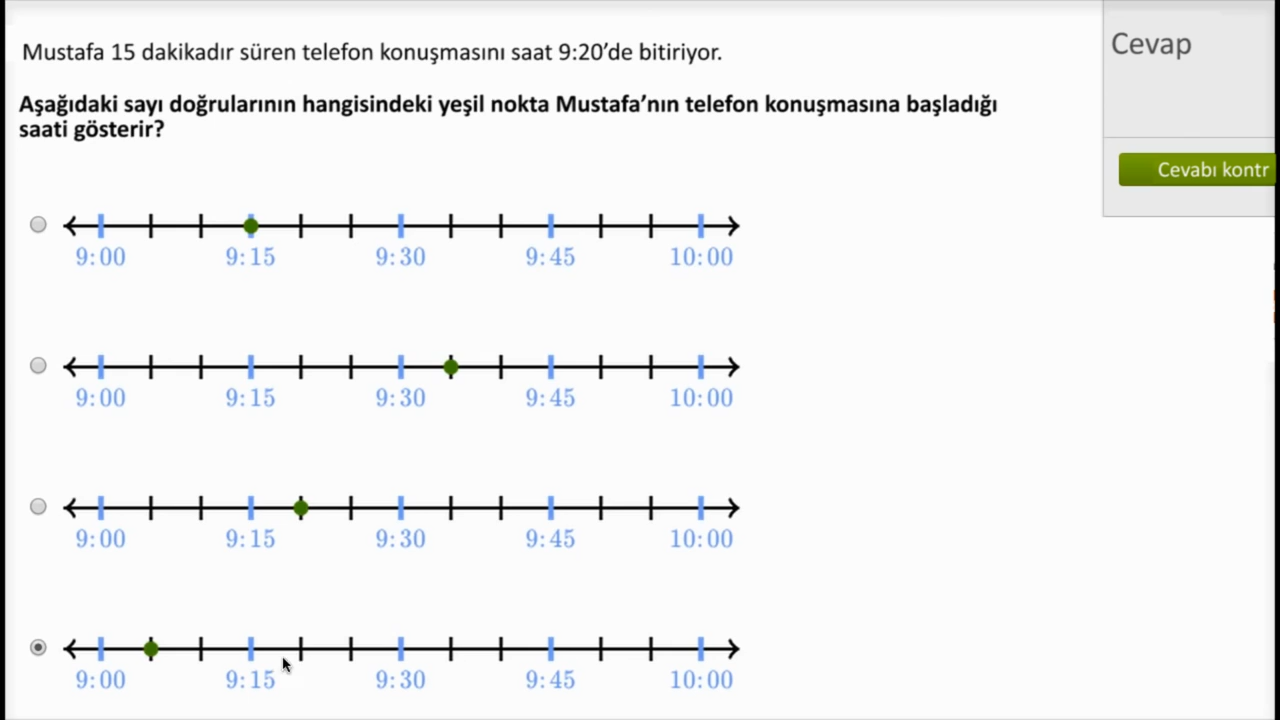 Mustafa 15 dakikadır süren telefon konuşmasını saat 9:20’de bitiriyor.
Aşağıdaki sayı doğrularının hangisindeki yeşil nokta Mustafa’nın telefon konuşmasına başladığı
saati gösterir?
Cevap
Cevabı kontr
9:00 9:15 9:30 9:45 10:00
9:00 9:15 9:30 9:45 10:00
9:00 9:15 9:30 9:45 10:00
9:00 9:15 9:30 9:45 10:00